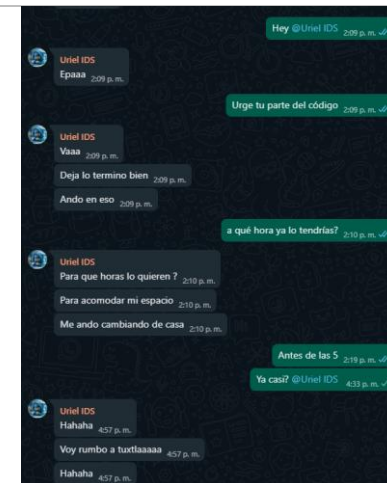 Hey @Uriel IDS 2:09 p. m.
Uriel IDS
Epaaa 2:09 p. m.
Urge tu parte del código 2:09 p. m.
Uriel IDS
Vaaa 2:09 p. m.
Deja lo termino bien 2:09 p. m.
Ando en eso 2:09 p. m.
a qué hora ya lo tendrías? 2:10 p. m.
Uriel IDS
Para que horas lo quieren ? 2:10 p. m.
Para acomodar mi espacio 2:10 p. m.
Me ando cambiando de casa 2:10 p. m.
Antes de las 5 2:19 p. m.
Ya casi? @Uriel IDS 4:33 p. m.
Uriel IDS
Hahaha 4:57 p. m.
Voy rumbo a tuxtlaaaaa 4:57 p. m.
Hahaha 4:57 p. m.